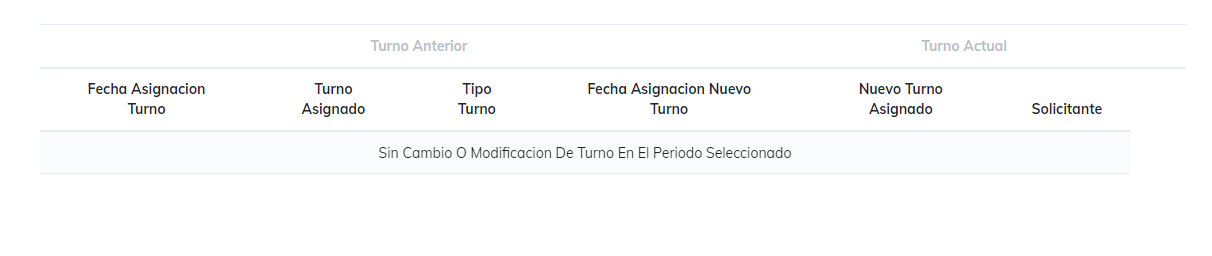 Turno Anterior Turno Actual
Fecha Asignacion Turno Tipo Fecha Asignacion Nuevo Nuevo Turno
Turno Asignado Turno Turno Asignado Solicitante
Sin Cambio O Modificacion De Turno En El Periodo Seleccionado